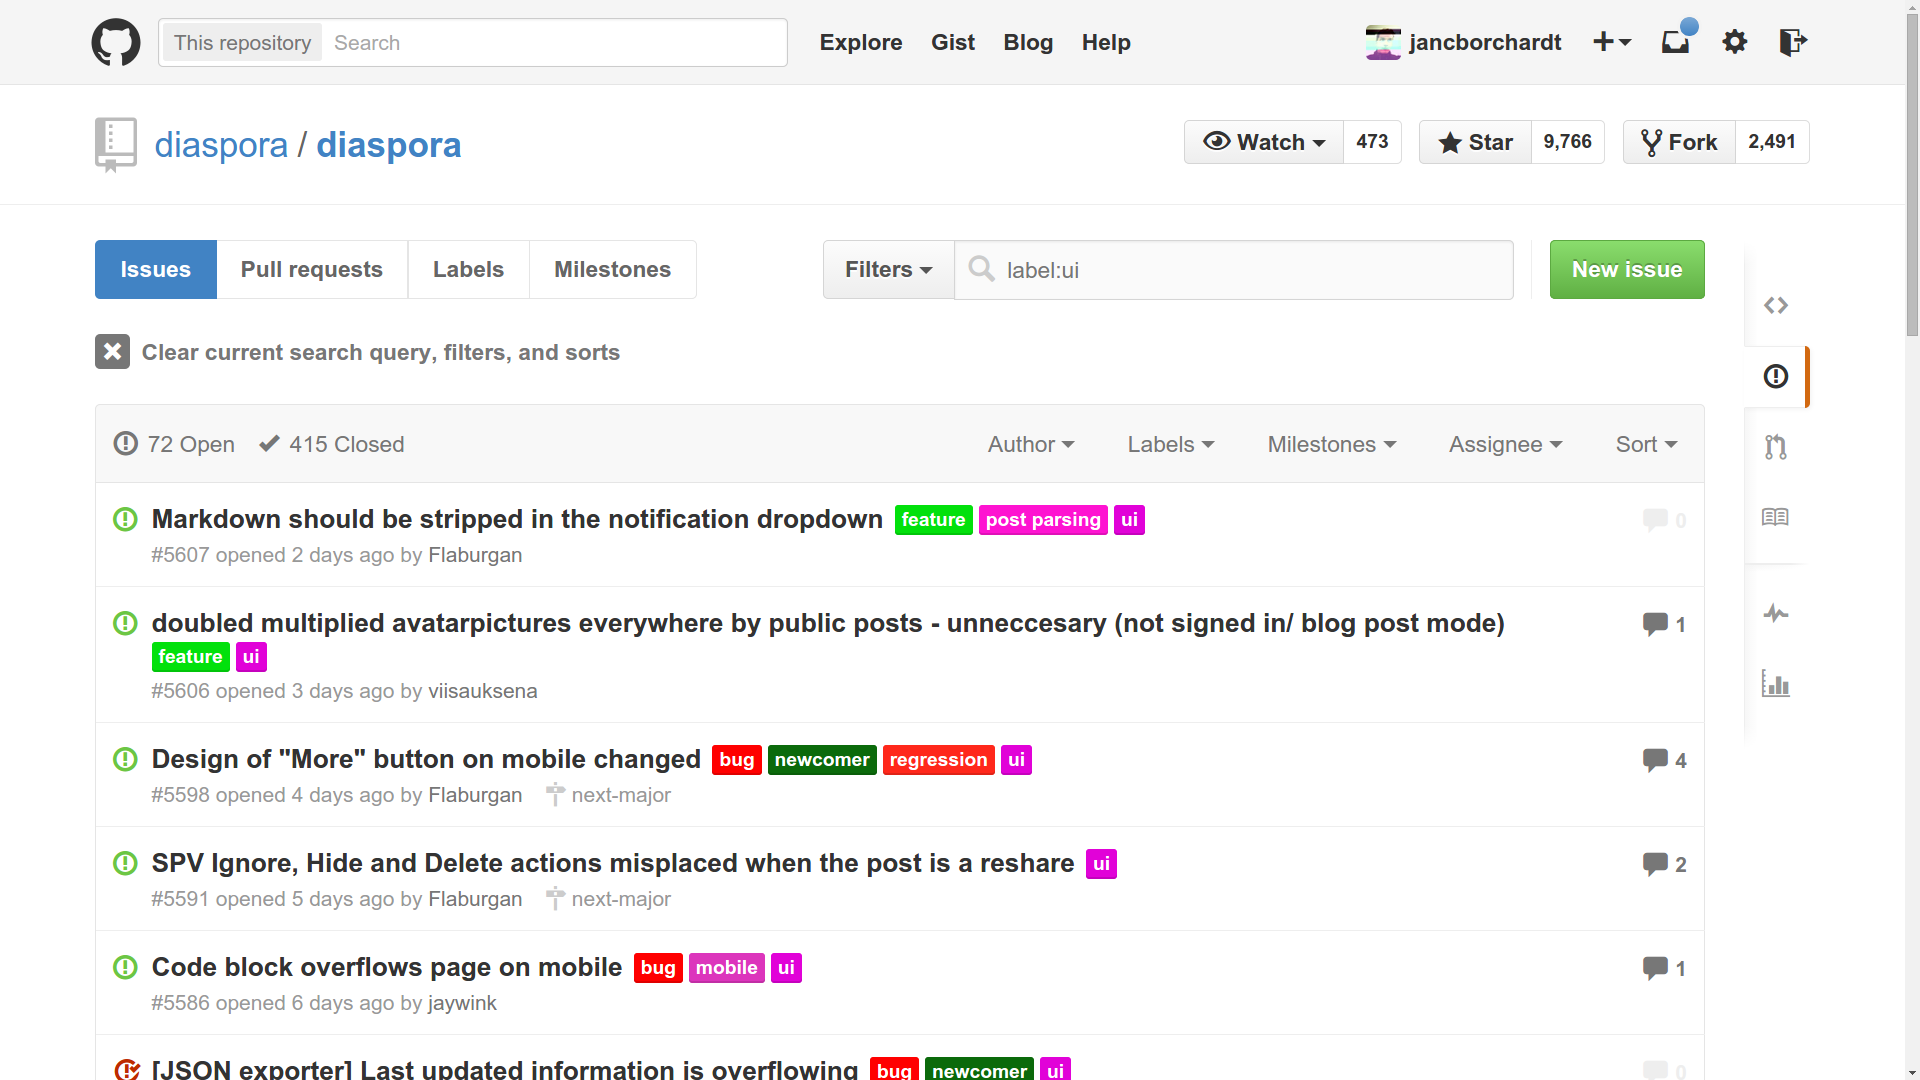 This repository Search Explore Gist Blog Help jancborchardt
diaspora / diaspora Watch 473 Star 9,766 Fork 2,491
Issues Pull requests Labels Milestones Filters label:ui New issue
Clear current search query, filters, and sorts
72 Open 415 Closed Author Labels Milestones Assignee Sort
Markdown should be stripped in the notification dropdown feature post parsing ui 0
#5607 opened 2 days ago by Flaburgan
doubled multiplied avatarpictures everywhere by public posts - unneccesary (not signed in/ blog post mode) 1
feature ui
#5606 opened 3 days ago by viisauksena
Design of "More" button on mobile changed bug newcomer regression ui 4
#5598 opened 4 days ago by Flaburgan next-major
SPV Ignore, Hide and Delete actions misplaced when the post is a reshare ui 2
#5591 opened 5 days ago by Flaburgan next-major
Code block overflows page on mobile bug mobile ui 1
#5586 opened 6 days ago by jaywink
[JSON exporter] Last updated information is overflowing bug newcomer ui 0